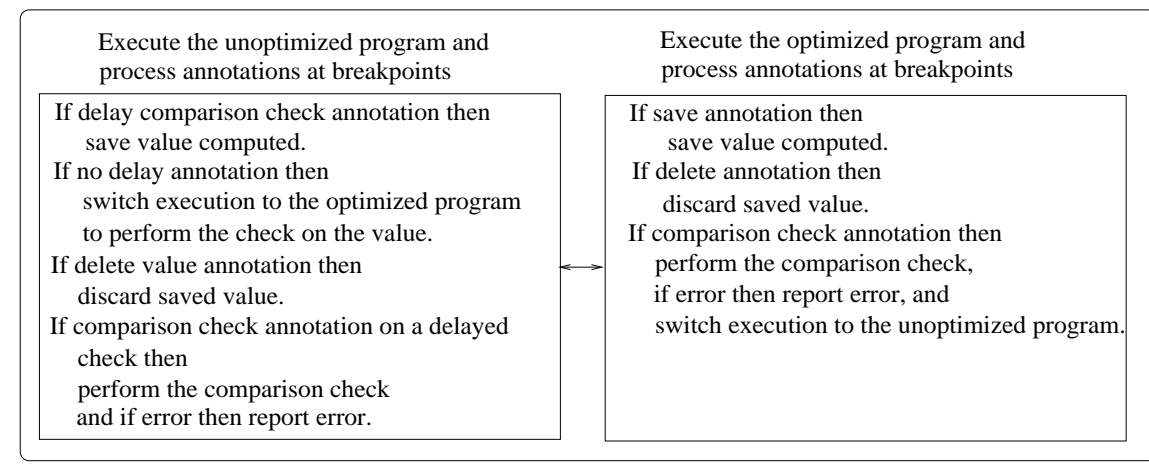 Execute the unoptimized program and
process annotations at breakpoints
If delay comparison check annotation then
save value computed.
If no delay annotation then
switch execution to the optimized program
to perform the check on the value.
If delete value annotation then
discard saved value.
If comparison check annotation on a delayed
check then
perform the comparison check
and if error then report error.
Execute the optimized program and
process annotations at breakpoints
If save annotation then
save value computed.
If delete annotation then
discard saved value.
If comparison check annotation then
perform the comparison check,
if error then report error, and
switch execution to the unoptimized program.